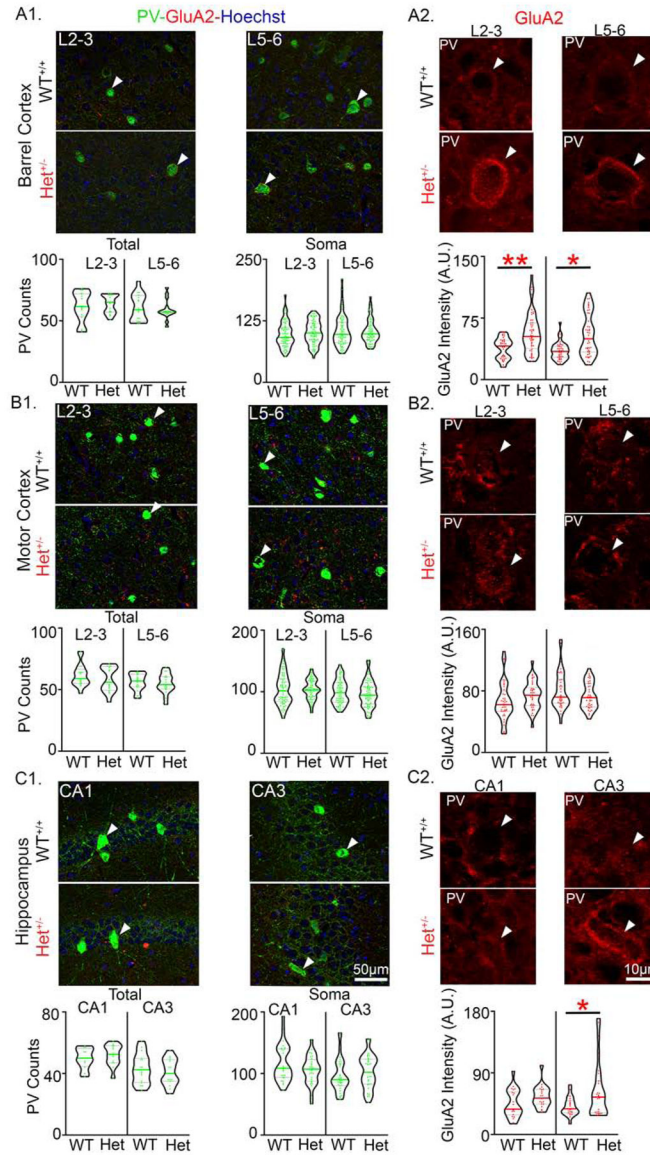 A1.
PV-GluA2-Hoechst
L2-3
L5-6
Barrel Cortex
WT+/+
Het+/-
Total
Soma
PV Counts
100
50
0
L2-3
L5-6
WT Het WT Het
250
125
0
L2-3
L5-6
WT Het WT Het
A2.
GluA2
L2-3
L5-6
WT+/+
Het+/-
PV
PV
PV
PV
GluA2 Intensity (A.U.)
150
75
0
**
*
WT Het WT Het
B1.
L2-3
L5-6
Motor Cortex
WT+/+
Het+/-
Total
Soma
PV Counts
100
50
0
L2-3
L5-6
WT Het WT Het
200
100
0
L2-3
L5-6
WT Het WT Het
B2.
L2-3
L5-6
WT+/+
Het+/-
PV
PV
PV
PV
GluA2 Intensity (A.U.)
160
80
0
WT Het WT Het
C1.
CA1
CA3
Hippocampus
WT+/+
Het+/-
50µm
Total
Soma
PV Counts
80
40
0
CA1
CA3
WT Het WT Het
200
100
0
CA1
CA3
WT Het WT Het
C2.
CA1
CA3
WT+/+
Het+/-
PV
PV
PV
PV
10µm
GluA2 Intensity (A.U.)
180
90
0
*
WT Het WT Het